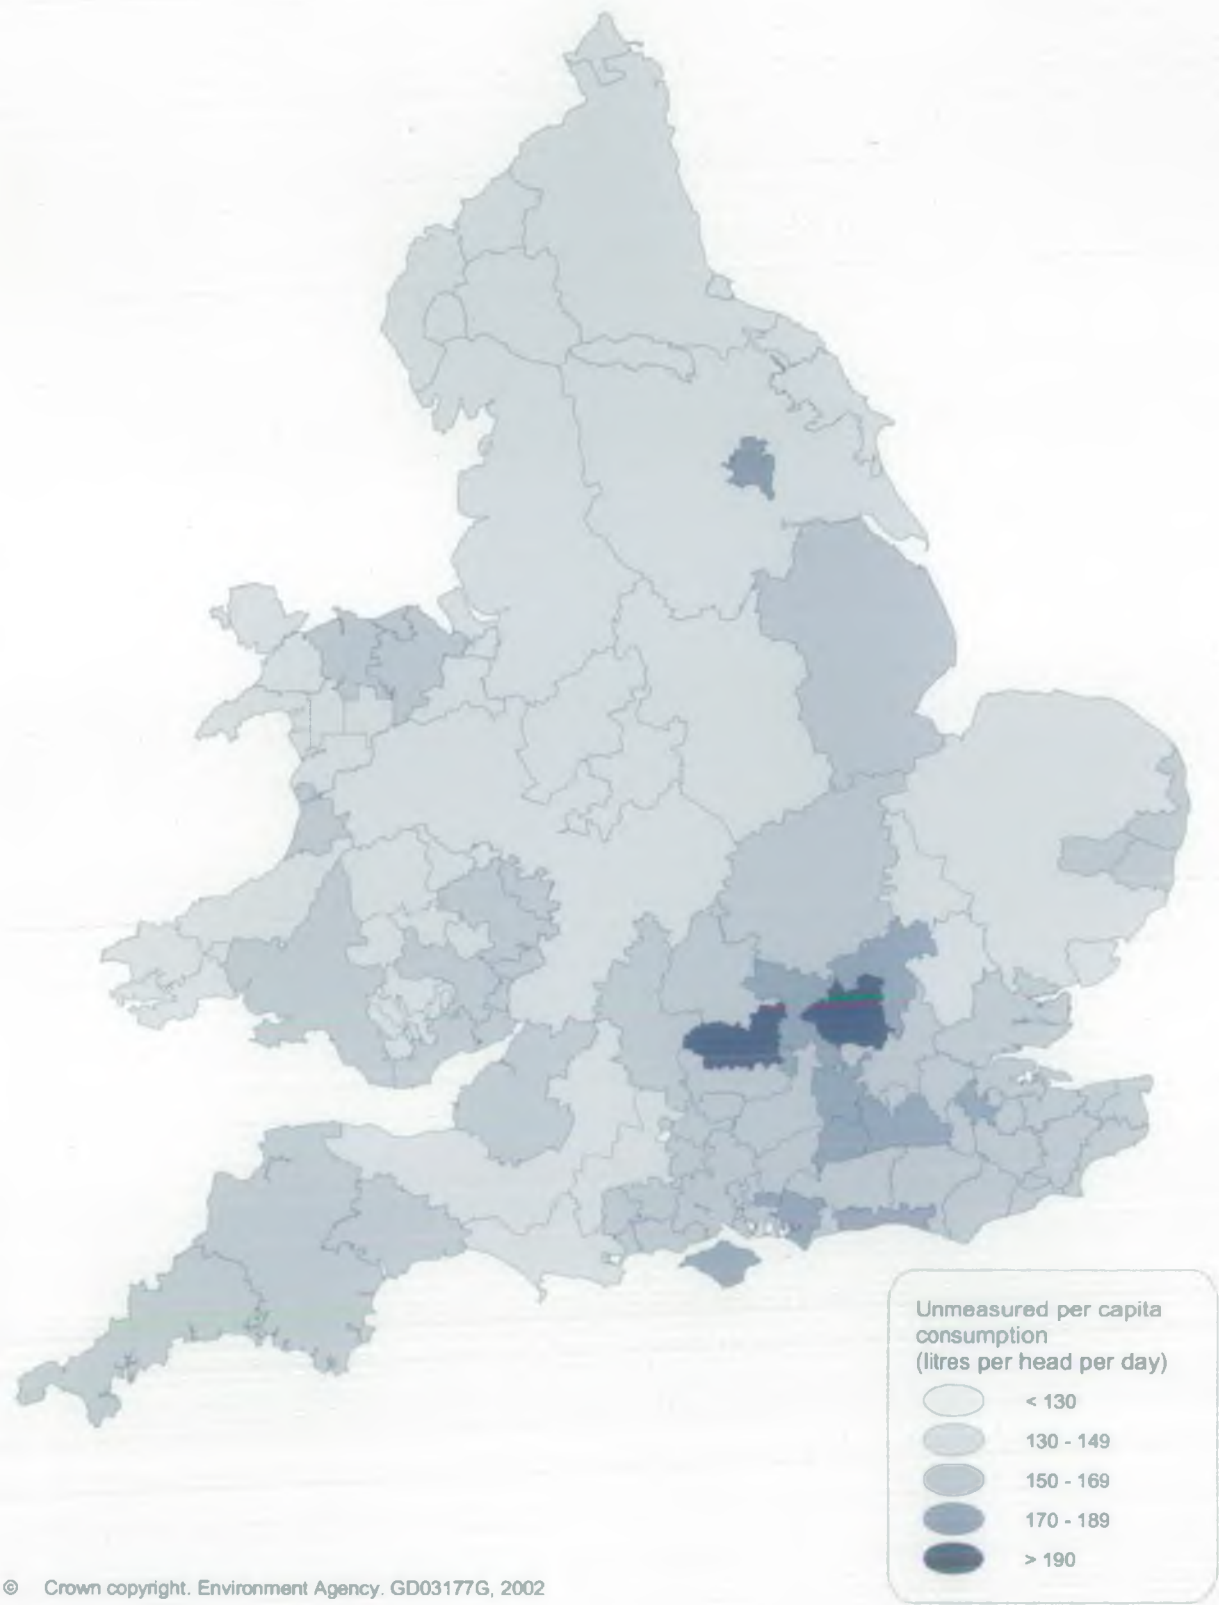 Unmeasured per capita
consumption
(litres per head per day)
< 130
130 - 149
150 - 169
170 - 189
> 190
© Crown copyright. Environment Agency. GD03177G, 2002